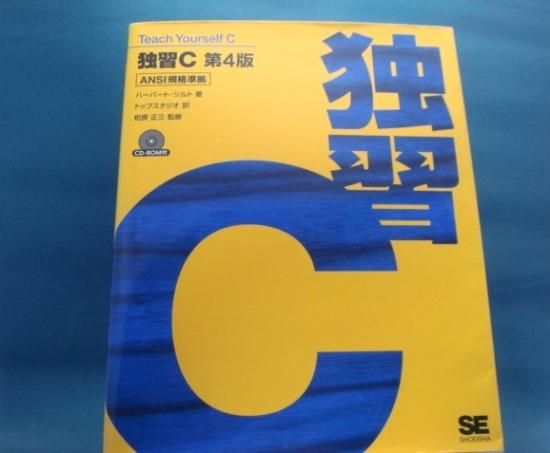 Teach Yourself C
独習C 第4版
ANSI規格準拠
ハーバート・シルト 著
トップスタジオ 訳
柏原 正三 監修
CD-ROM付
独習
C
SE
SHOEISHA